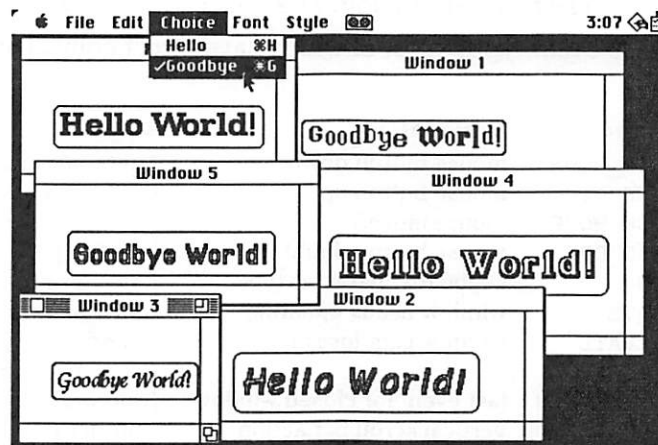 File Edit Choice Font Style 3:07
Hello ⌘H
✓Goodbye ⌘G
Window 1
Hello World!
Goodbye World!
Window 5
Window 4
Goodbye World!
Hello World!
Window 3
Window 2
Goodbye World!
Hello World!